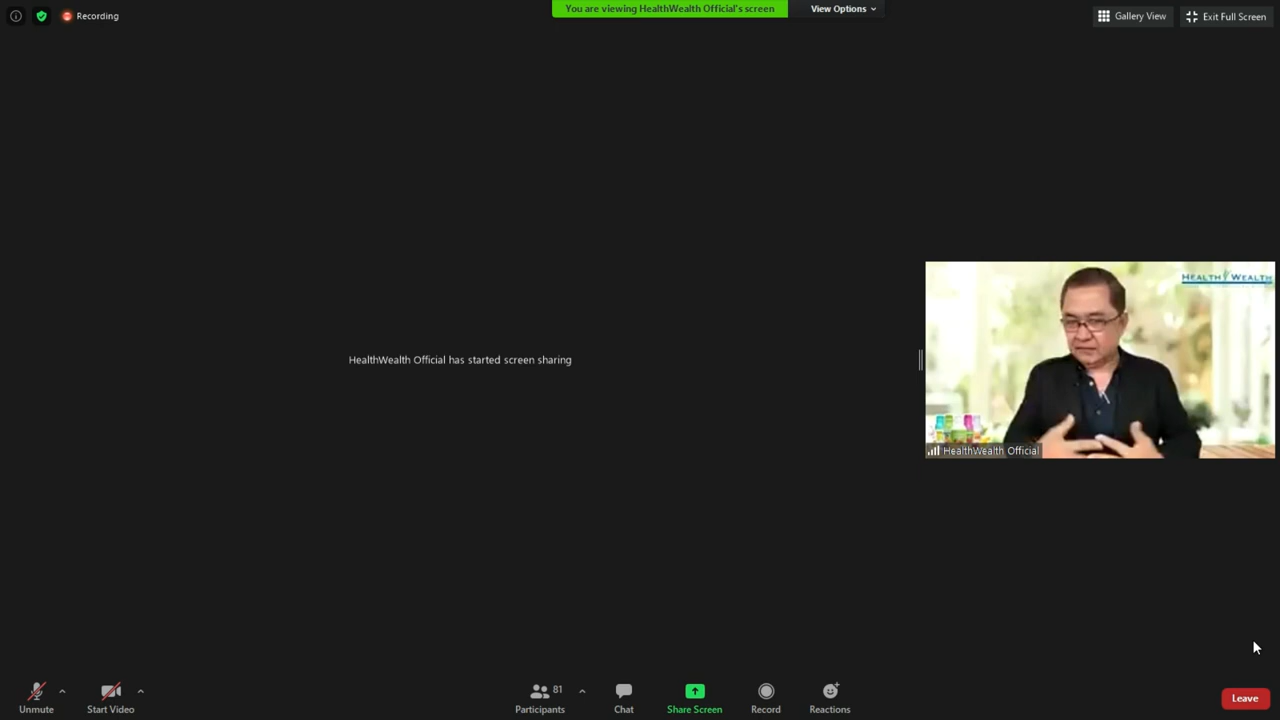 Recording
You are viewing HealthWealth Official's screen
View Options
Gallery View
Exit Full Screen
HEALTH WEALTH
HealthWealth Official has started screen sharing
HealthWealth Official
Unmute
Start Video
81
Participants
Chat
Share Screen
Record
Reactions
Leave